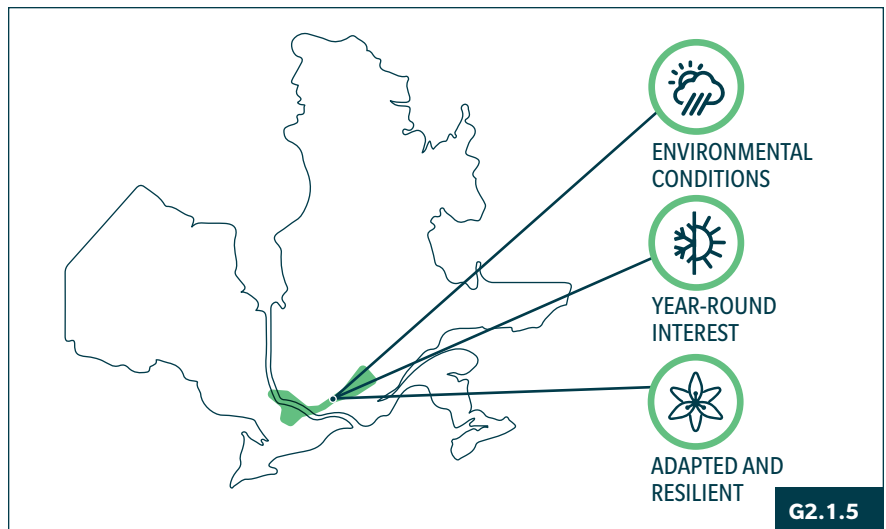 ENVIRONMENTAL
CONDITIONS
YEAR-ROUND
INTEREST
ADAPTED AND
RESILIENT
G2.1.5